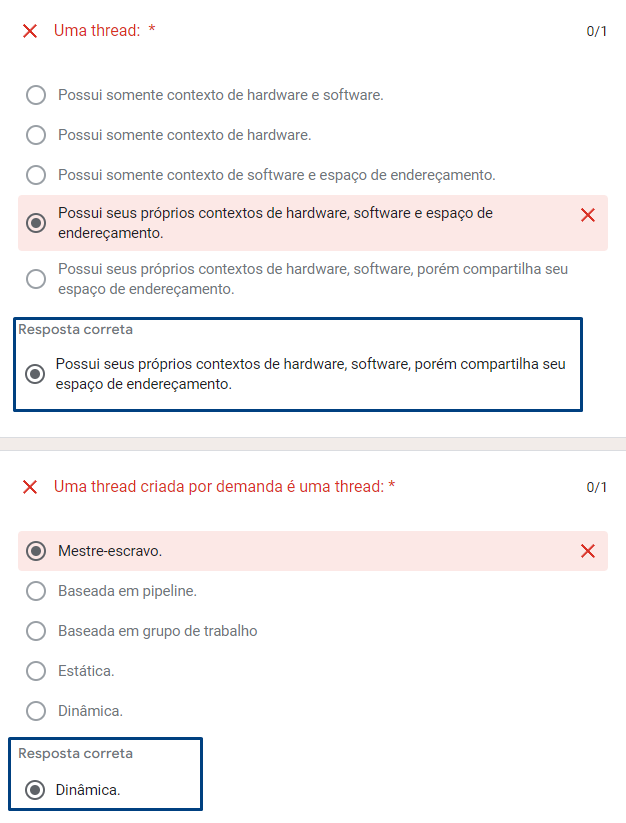 Uma thread: *
0/1
Possui somente contexto de hardware e software.
Possui somente contexto de hardware.
Possui somente contexto de software e espaço de endereçamento.
Possui seus próprios contextos de hardware, software e espaço de
endereçamento.
Possui seus próprios contextos de hardware, software, porém compartilha seu
espaço de endereçamento.
Resposta correta
Possui seus próprios contextos de hardware, software, porém compartilha seu
espaço de endereçamento.
Uma thread criada por demanda é uma thread: *
0/1
Mestre-escravo.
Baseada em pipeline.
Baseada em grupo de trabalho
Estática.
Dinâmica.
Resposta correta
Dinâmica.